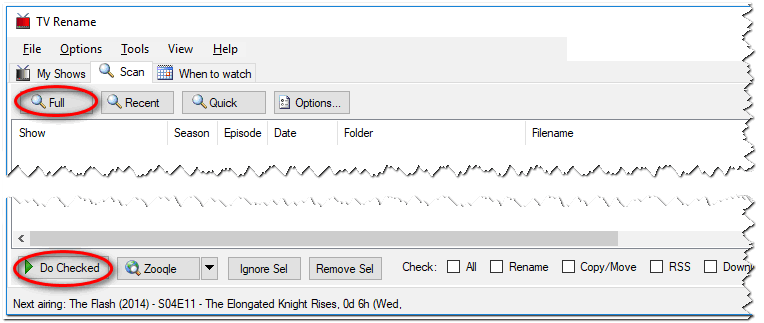 TV Rename
File Options Tools View Help
My Shows Scan When to watch
Full Recent Quick Options...
Show Season Episode Date Folder Filename
Do Checked Zooqle Ignore Sel Remove Sel Check: All Rename Copy/Move RSS
Next airing: The Flash (2014) - S04E11 - The Elongated Knight Rises, 0d 6h (Wed,